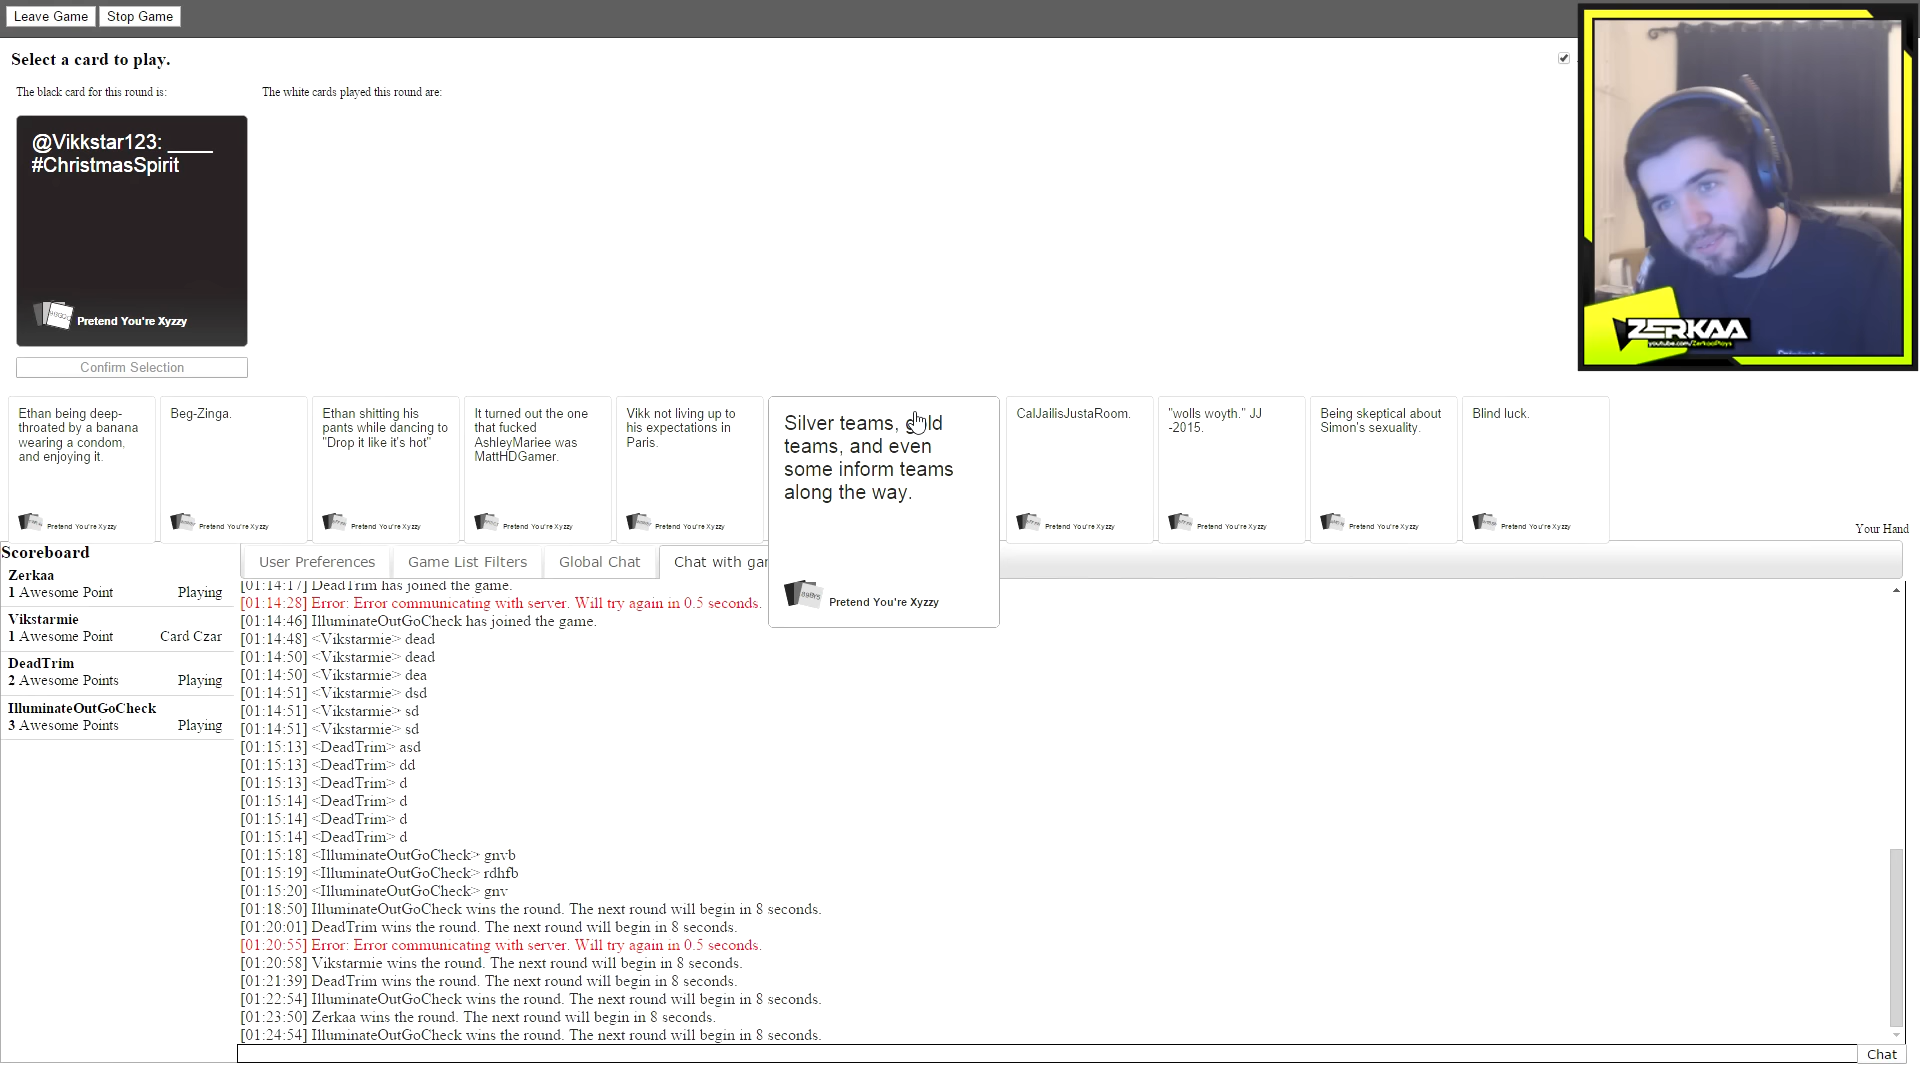 Leave Game
Stop Game
Select a card to play.
The black card for this round is:
The white cards played this round are:
@Vikkstar123: ____
#ChristmasSpirit
Pretend You're Xyzzy
Confirm Selection
ZERKAA
youtube.com/ZerkaaPlays
Ethan being deep-
throated by a banana
wearing a condom,
and enjoying it.
Pretend You're Xyzzy
Beg-Zinga.
Pretend You're Xyzzy
Ethan shitting his
pants while dancing to
"Drop it like it's hot"
Pretend You're Xyzzy
It turned out the one
that fucked
AshleyMariee was
MattHDGamer.
Pretend You're Xyzzy
Vikk not living up to
his expectations in
Paris.
Pretend You're Xyzzy
Silver teams, gold
teams, and even
some inform teams
along the way.
Pretend You're Xyzzy
CalJailisJustaRoom.
Pretend You're Xyzzy
"wolls woyth." JJ
-2015.
Pretend You're Xyzzy
Being skeptical about
Simon's sexuality.
Pretend You're Xyzzy
Blind luck.
Pretend You're Xyzzy
Your Hand
Scoreboard
Zerkaa
1 Awesome Point Playing
Vikstarmie
1 Awesome Point Card Czar
DeadTrim
2 Awesome Points Playing
IlluminateOutGoCheck
3 Awesome Points Playing
User Preferences
Game List Filters
Global Chat
Chat with gar
[01:14:17] DeadTrim has joined the game.
[01:14:28] Error: Error communicating with server. Will try again in 0.5 seconds.
[01:14:46] IlluminateOutGoCheck has joined the game.
[01:14:48] <Vikstarmie> dead
[01:14:50] <Vikstarmie> dead
[01:14:50] <Vikstarmie> dea
[01:14:51] <Vikstarmie> dsd
[01:14:51] <Vikstarmie> sd
[01:14:51] <Vikstarmie> sd
[01:15:13] <DeadTrim> asd
[01:15:13] <DeadTrim> dd
[01:15:13] <DeadTrim> d
[01:15:14] <DeadTrim> d
[01:15:14] <DeadTrim> d
[01:15:14] <DeadTrim> d
[01:15:18] <IlluminateOutGoCheck> gnvb
[01:15:19] <IlluminateOutGoCheck> rdhfb
[01:15:20] <IlluminateOutGoCheck> gnv
[01:18:50] IlluminateOutGoCheck wins the round. The next round will begin in 8 seconds.
[01:20:01] DeadTrim wins the round. The next round will begin in 8 seconds.
[01:20:55] Error: Error communicating with server. Will try again in 0.5 seconds.
[01:20:58] Vikstarmie wins the round. The next round will begin in 8 seconds.
[01:21:39] DeadTrim wins the round. The next round will begin in 8 seconds.
[01:22:54] IlluminateOutGoCheck wins the round. The next round will begin in 8 seconds.
[01:23:50] Zerkaa wins the round. The next round will begin in 8 seconds.
[01:24:54] IlluminateOutGoCheck wins the round. The next round will begin in 8 seconds.
Chat